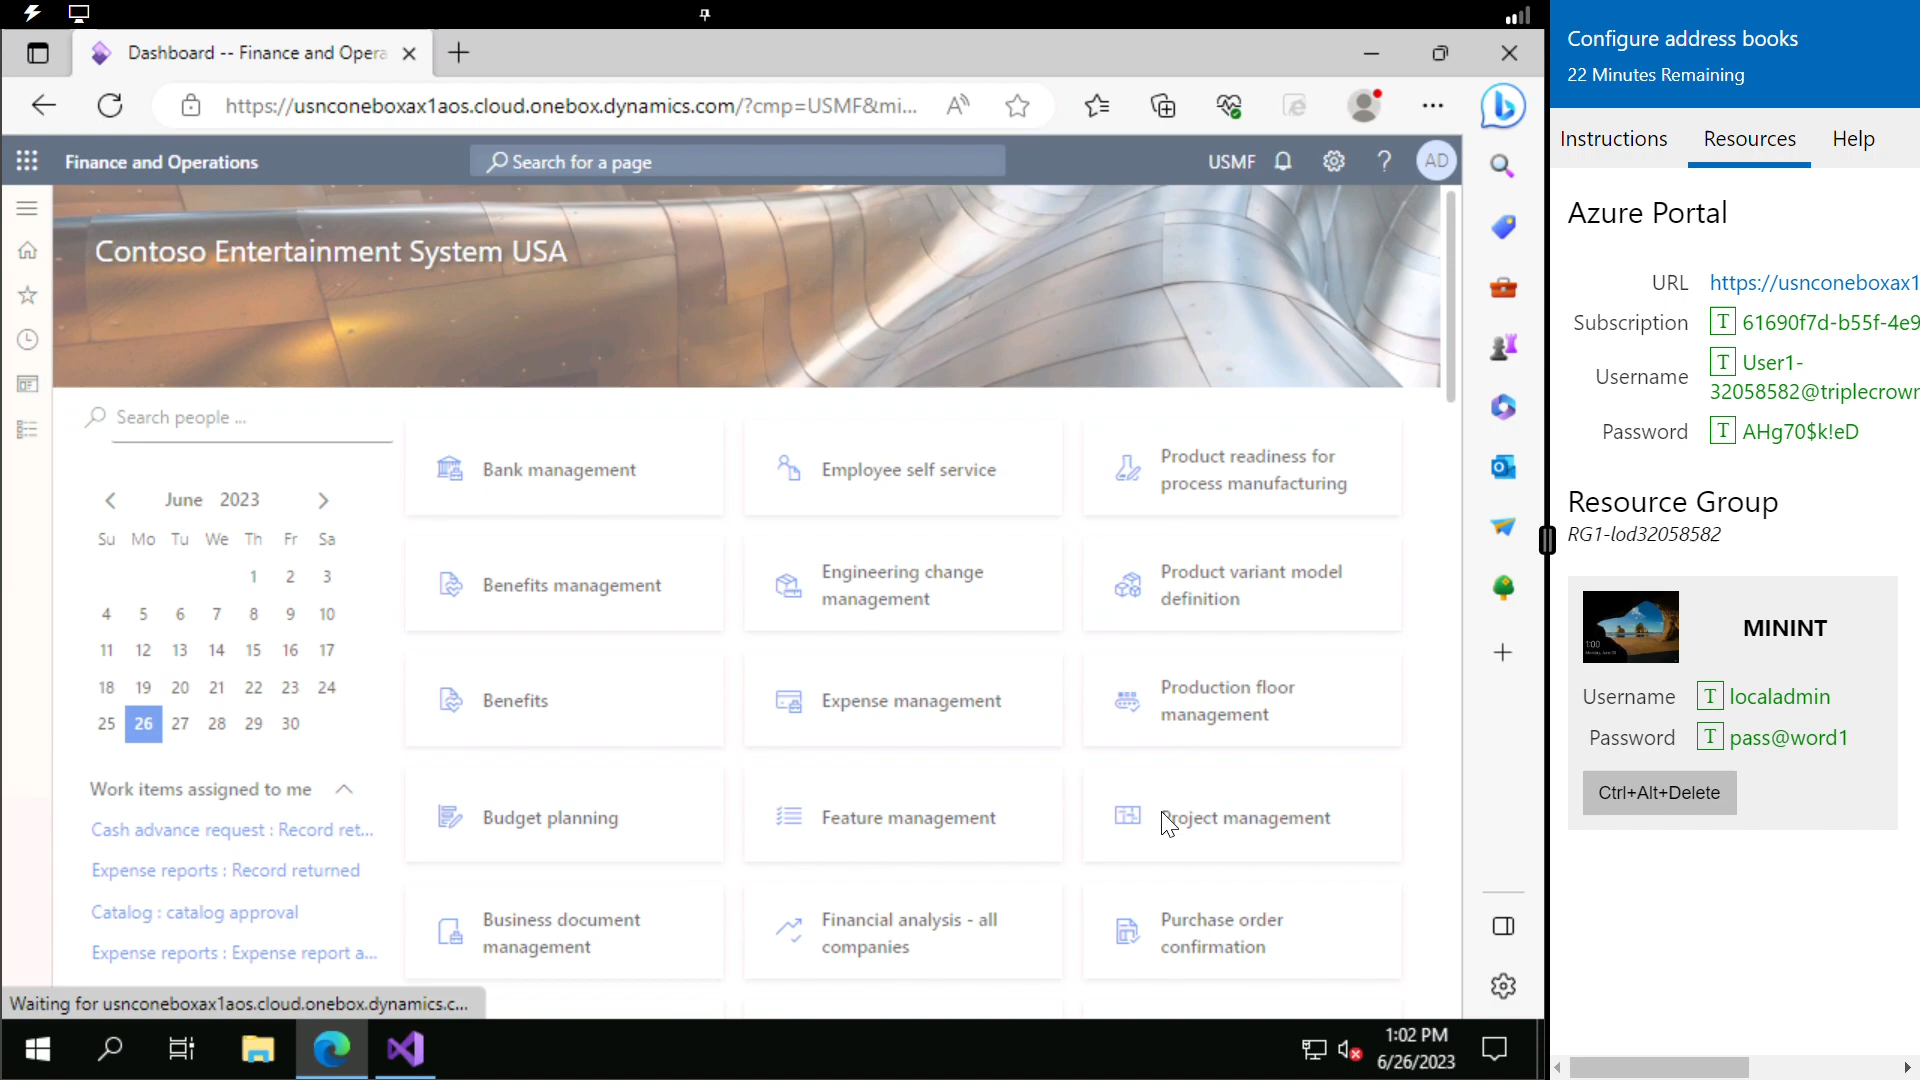 Dashboard -- Finance and Opera
https://usnconeboxax1aos.cloud.onebox.dynamics.com/?cmp=USMF&mi...
Finance and Operations
Search for a page
USMF
AD
Contoso Entertainment System USA
Search people ...
June 2023
Su Mo Tu We Th Fr Sa
1 2 3
4 5 6 7 8 9 10
11 12 13 14 15 16 17
18 19 20 21 22 23 24
25 26 27 28 29 30
Work items assigned to me
Cash advance request : Record ret...
Expense reports : Record returned
Catalog : catalog approval
Expense reports : Expense report a...
Bank management
Employee self service
Product readiness for
process manufacturing
Benefits management
Engineering change
management
Product variant model
definition
Benefits
Expense management
Production floor
management
Budget planning
Feature management
Project management
Business document
management
Financial analysis - all
companies
Purchase order
confirmation
Waiting for usnconeboxax1aos.cloud.onebox.dynamics.c...
1:02 PM
6/26/2023
Configure address books
22 Minutes Remaining
Instructions Resources Help
Azure Portal
URL https://usnconeboxax1
Subscription T 61690f7d-b55f-4e9
Username T User1-
32058582@triplecrown
Password T AHg70$k!eD
Resource Group
RG1-lod32058582
1:00
MININT
Username T localadmin
Password T pass@word1
Ctrl+Alt+Delete